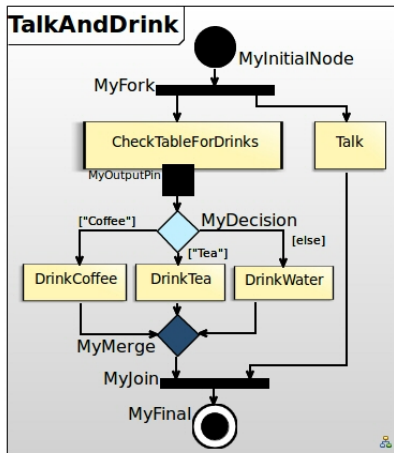 TalkAndDrink
MyInitialNode
MyFork
CheckTableForDrinks
Talk
MyOutputPin
MyDecision
["Coffee"]
["Tea"]
[else]
DrinkCoffee
DrinkTea
DrinkWater
MyMerge
MyJoin
MyFinal